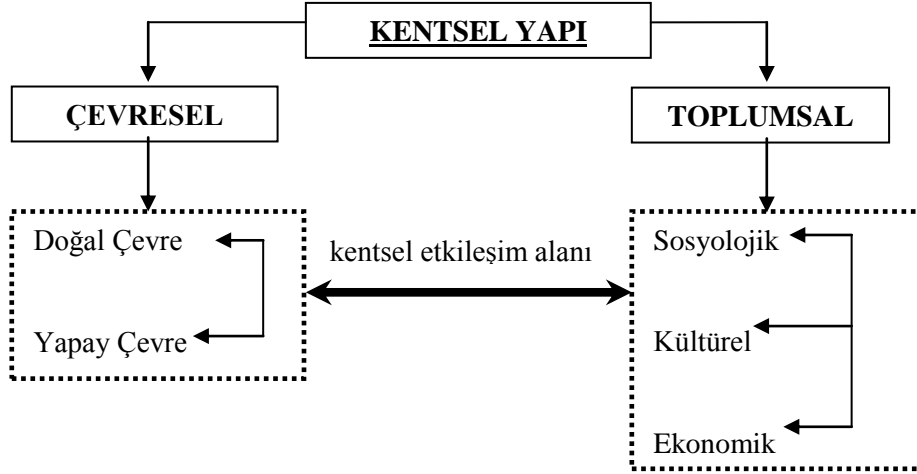 KENTSEL YAPI
ÇEVRESEL
TOPLUMSAL
Doğal Çevre
Yapay Çevre
kentsel etkileşim alanı
Sosyolojik
Kültürel
Ekonomik